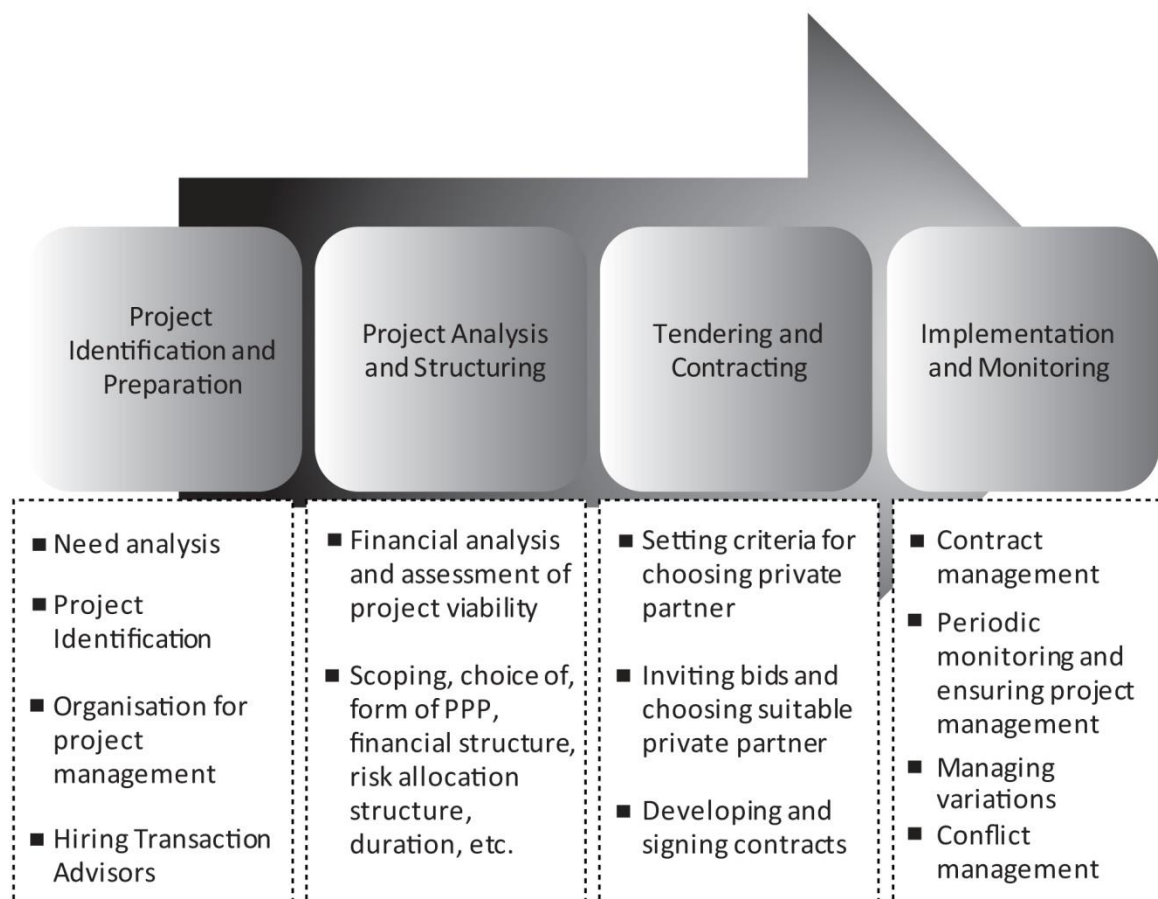 Project
Identification and
Preparation
Project Analysis
and Structuring
Tendering and
Contracting
Implementation
and Monitoring
■ Need analysis
■ Project
Identification
■ Organisation for
project
management
■ Hiring Transaction
Advisors
■ Financial analysis
and assessment of
project viability
■ Scoping, choice of,
form of PPP,
financial structure,
risk allocation
structure,
duration, etc.
■ Setting criteria for
choosing private
partner
■ Inviting bids and
choosing suitable
private partner
■ Developing and
signing contracts
■ Contract
management
■ Periodic
monitoring and
ensuring project
management
■ Managing
variations
■ Conflict
management